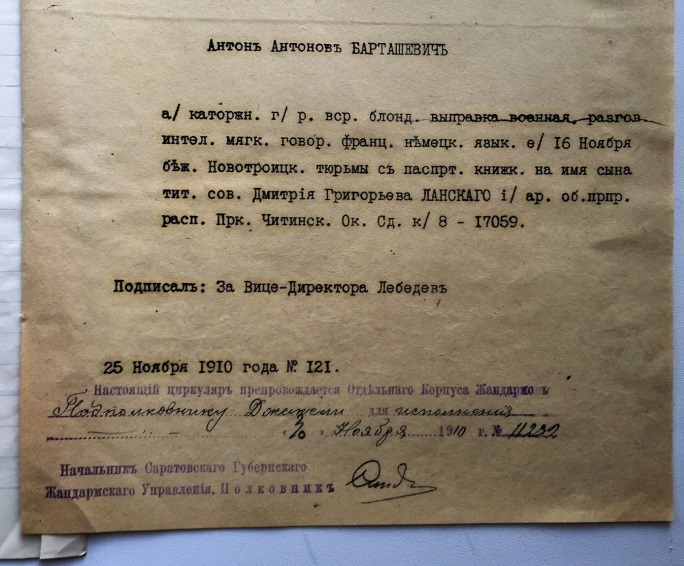 Антонъ Антоновъ БАРТАШЕВИЧЪ
а/ каторжн. г/ р. вср. блонд. выправка военная, разгов.
интел. мягк. говор. франц. нѣмецк. язык. е/ 16 Ноября
бѣж. Новотроицк. тюрьмы съ паспрт. книжк. на имя сына
тит. сов. Дмитрія Григорьева ЛАНСКАГО і/ ар. об.прпр.
расп. Прк. Читинск. Ок. Сд. к/ 8 - 17059.
Подписалъ: За Вице-Директора Лебедевъ
25 Ноября 1910 года № 121.
Настоящій циркуляръ препровождается Отдѣльнаго Корпуса Жандармовъ
Подполковнику для исполненія
30 Ноября 1910 г. № 11232
Начальникъ Саратовскаго Губернскаго
Жандармскаго Управленія, Полковникъ